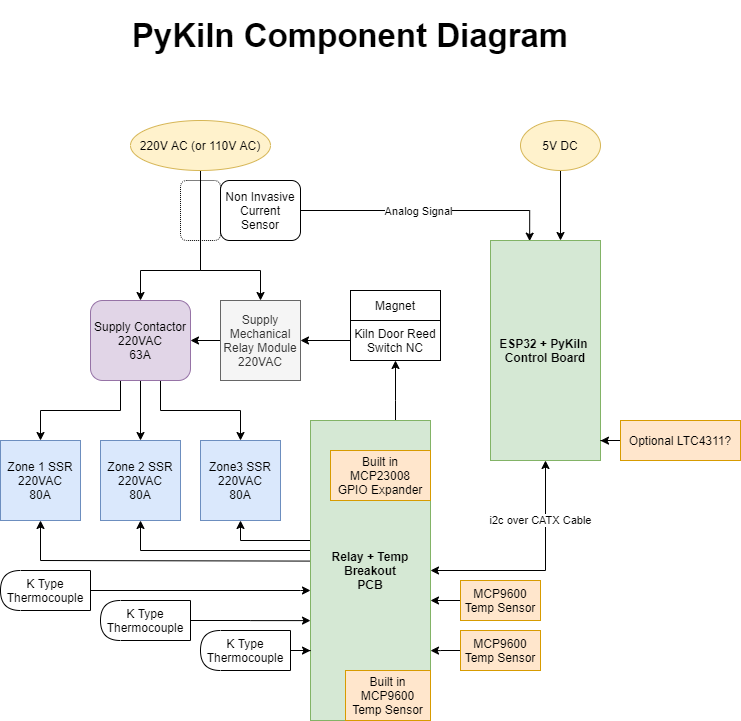 PyKiln Component Diagram
220V AC (or 110V AC)
5V DC
Non Invasive
Current
Sensor
Analog Signal
Magnet
Kiln Door Reed
Switch NC
Supply Contactor
220VAC
63A
Supply
Mechanical
Relay Module
220VAC
ESP32 + PyKiln
Control Board
Optional LTC4311?
Zone 1 SSR
220VAC
80A
Zone 2 SSR
220VAC
80A
Zone3 SSR
220VAC
80A
Built in
MCP23008
GPIO Expander
i2c over CATX Cable
Relay + Temp
Breakout
PCB
K Type
Thermocouple
K Type
Thermocouple
K Type
Thermocouple
MCP9600
Temp Sensor
MCP9600
Temp Sensor
Built in
MCP9600
Temp Sensor